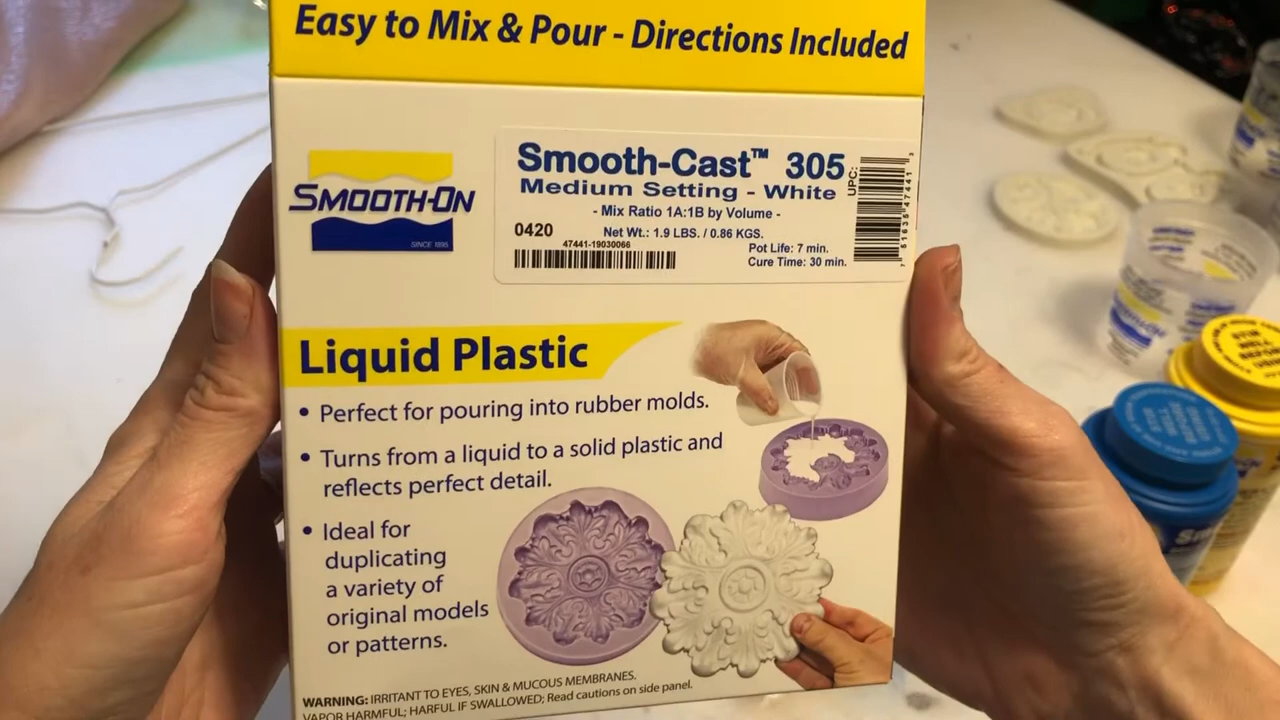 Easy to Mix & Pour - Directions Included
SMOOTH-ON
SINCE 1895
Smooth-Cast™ 305
Medium Setting - White
- Mix Ratio 1A:1B by Volume -
0420
Net Wt.: 1.9 LBS. / 0.86 KGS.
47441-19030066
Pot Life: 7 min.
Cure Time: 30 min.
UPC:
7 51635 47441 3
Liquid Plastic
• Perfect for pouring into rubber molds.
• Turns from a liquid to a solid plastic and
reflects perfect detail.
• Ideal for
duplicating
a variety of
original models
or patterns.
WARNING: IRRITANT TO EYES, SKIN & MUCOUS MEMBRANES.
VAPOR HARMFUL; HARFUL IF SWALLOWED; Read cautions on side panel.